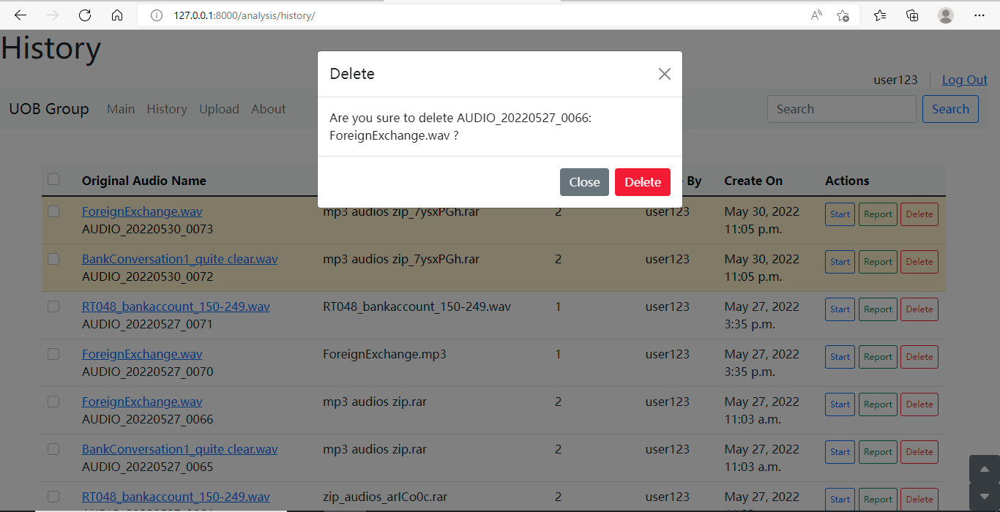 127.0.0.1:8000/analysis/history/
History
Delete
user123 Log Out
UOB Group Main History Upload About Search Search
Are you sure to delete AUDIO_20220527_0066:
ForeignExchange.wav ?
Close Delete
Original Audio Name By Create On Actions
ForeignExchange.wav mp3 audios zip_7ysxPGh.rar 2 user123 May 30, 2022 Start Report Delete
AUDIO_20220530_0073 11:05 p.m.
BankConversation1_quite clear.wav mp3 audios zip_7ysxPGh.rar 2 user123 May 30, 2022 Start Report Delete
AUDIO_20220530_0072 11:05 p.m.
RT048_bankaccount_150-249.wav RT048_bankaccount_150-249.wav 1 user123 May 27, 2022 Start Report Delete
AUDIO_20220527_0071 3:35 p.m.
ForeignExchange.wav ForeignExchange.mp3 1 user123 May 27, 2022 Start Report Delete
AUDIO_20220527_0070 3:35 p.m.
ForeignExchange.wav mp3 audios zip.rar 2 user123 May 27, 2022 Start Report Delete
AUDIO_20220527_0066 11:03 a.m.
BankConversation1_quite clear.wav mp3 audios zip.rar 2 user123 May 27, 2022 Start Report Delete
AUDIO_20220527_0065 11:03 a.m.
RT048_bankaccount_150-249.wav zip_audios_arICo0c.rar 2 user123 May 27, 2022 Start Report Delete